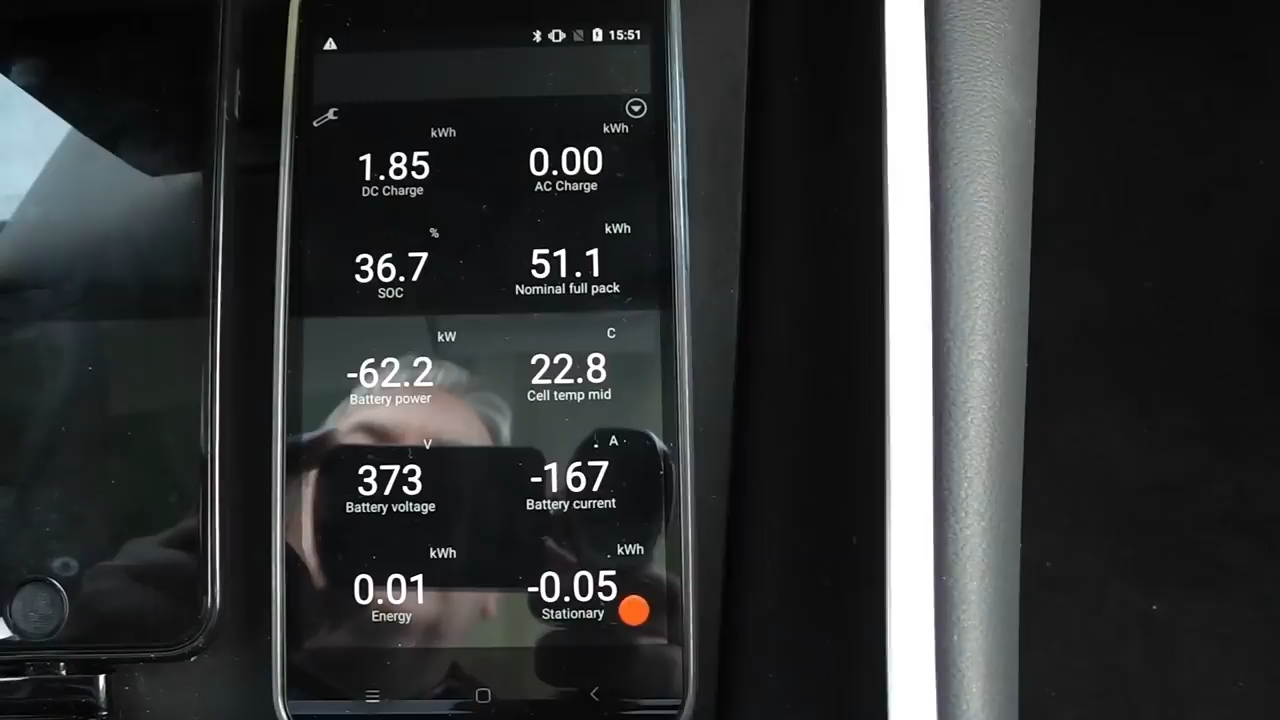 15:51
kWh kWh
1.85 0.00
DC Charge AC Charge
% kWh
36.7 51.1
SOC Nominal full pack
kW C
-62.2 22.8
Battery power Cell temp mid
V A
373 -167
Battery voltage Battery current
kWh kWh
0.01 -0.05
Energy Stationary